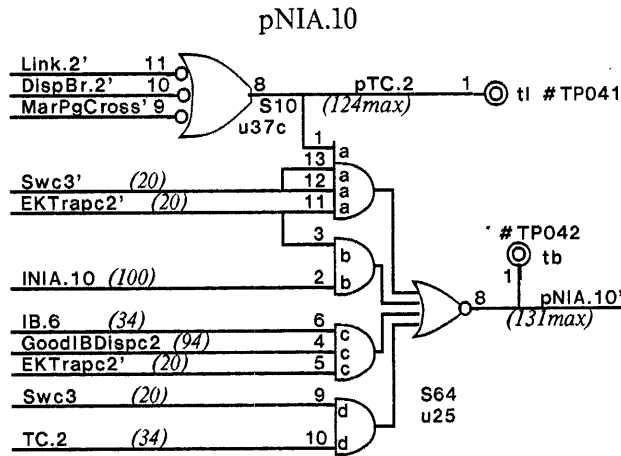 pNIA.10
Link.2' 11
DispBr.2' 10
MarPgCross' 9
8
S10
u37c
pTC.2
(124max)
1
tl #TP041
1
a
13
Swc3' (20) 12
a
EKTrapc2' (20) 11
a
3
b
INIA.10 (100) 2
b
#TP042
tb
1
8
pNIA.10'
(131max)
IB.6 (34) 6
c
GoodIBDispc2 (94) 4
c
EKTrapc2' (20) 5
c
Swc3 (20) 9
d
S64
u25
TC.2 (34) 10
d